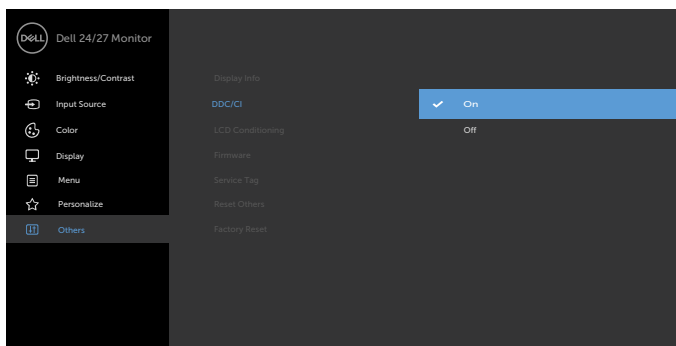 DELL Dell 24/27 Monitor
Brightness/Contrast
Display Info
Input Source
DDC/CI
On
Color
LCD Conditioning
Off
Display
Firmware
Menu
Service Tag
Personalize
Reset Others
Others
Factory Reset